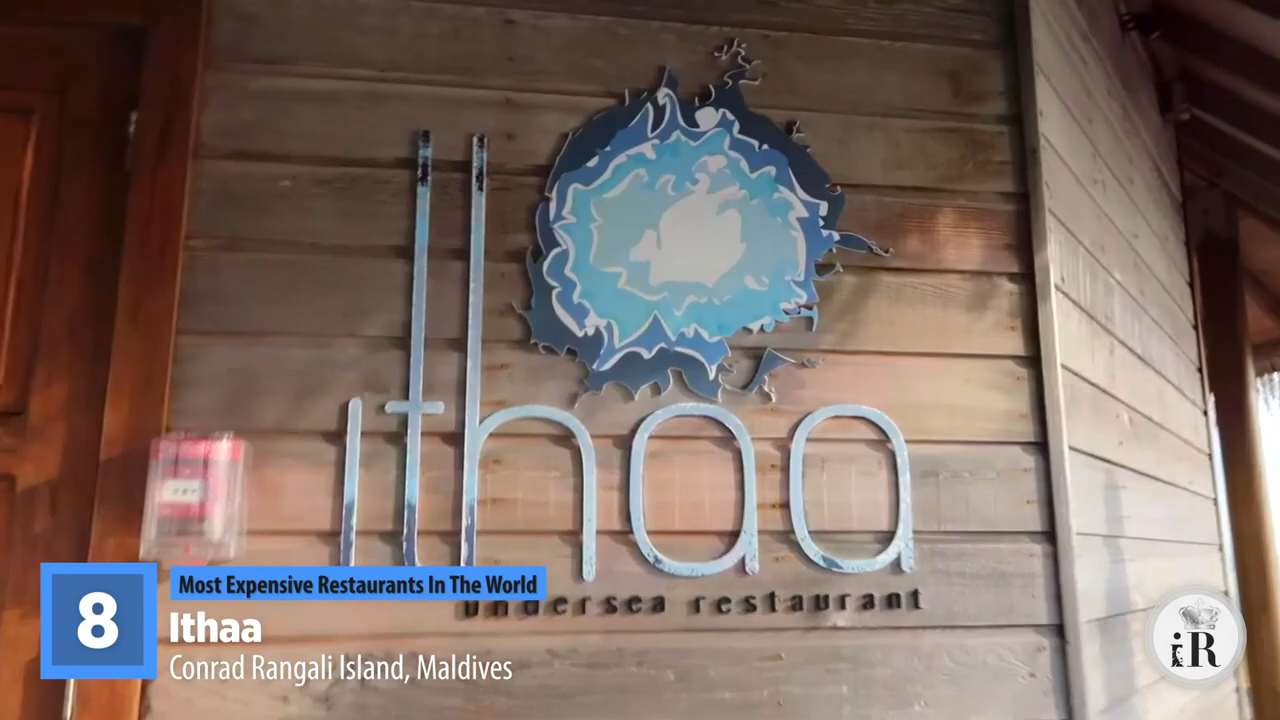 ithaa
undersea restaurant
8
Most Expensive Restaurants In The World
Ithaa
Conrad Rangali Island, Maldives
iR